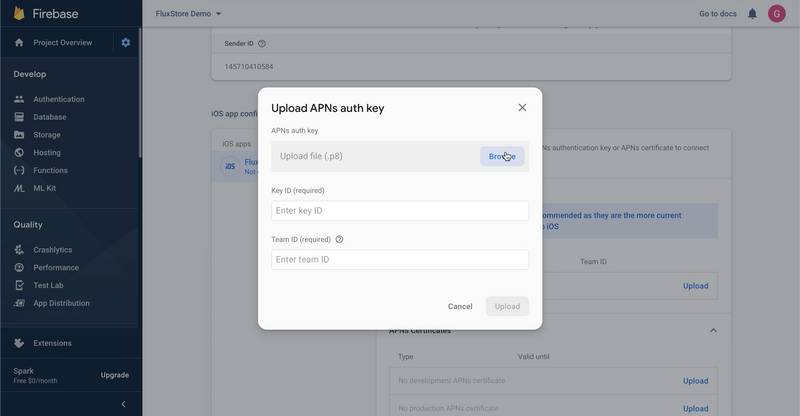 Firebase
FluxStore Demo
Go to docs
G
Project Overview
Develop
Authentication
Database
Storage
Hosting
Functions
ML Kit
Quality
Crashlytics
Performance
Test Lab
App Distribution
Extensions
Spark
Free $0/month
Upgrade
Sender ID
145710410584
iOS app conf
iOS apps
iOS
Flu
Not
Ns authentication key or APNs certificate to connect
ommended as they are the more current
iOS
Team ID
Upload
APNs Certificates
Type
Valid until
No development APNs certificate
Upload
No production APNs certificate
Upload
Upload APNs auth key
APNs auth key
Upload file (.p8)
Browse
Key ID (required)
Enter key ID
Team ID (required)
Enter team ID
Cancel
Upload